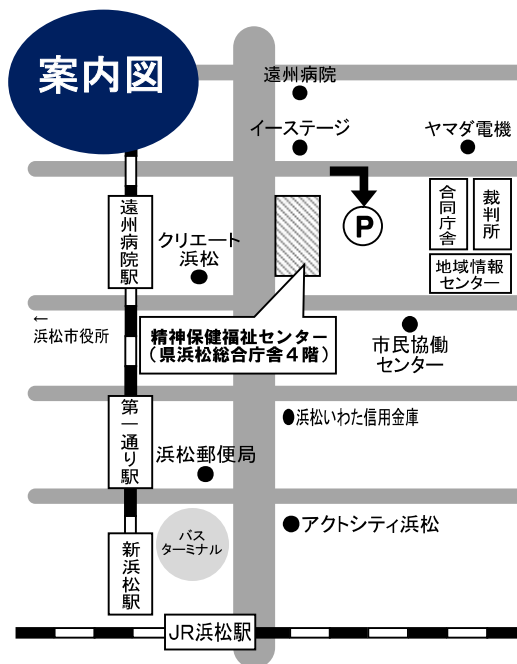 案内図
遠州病院
イーステージ
ヤマダ電機
P
合同庁舎
裁判所
遠州病院駅
クリエート
浜松
地域情報
センター
←
浜松市役所
精神保健福祉センター
（県浜松総合庁舎４階）
市民協働
センター
第一通り駅
浜松いわた信用金庫
浜松郵便局
アクトシティ浜松
バス
ターミナル
新浜松駅
JR浜松駅